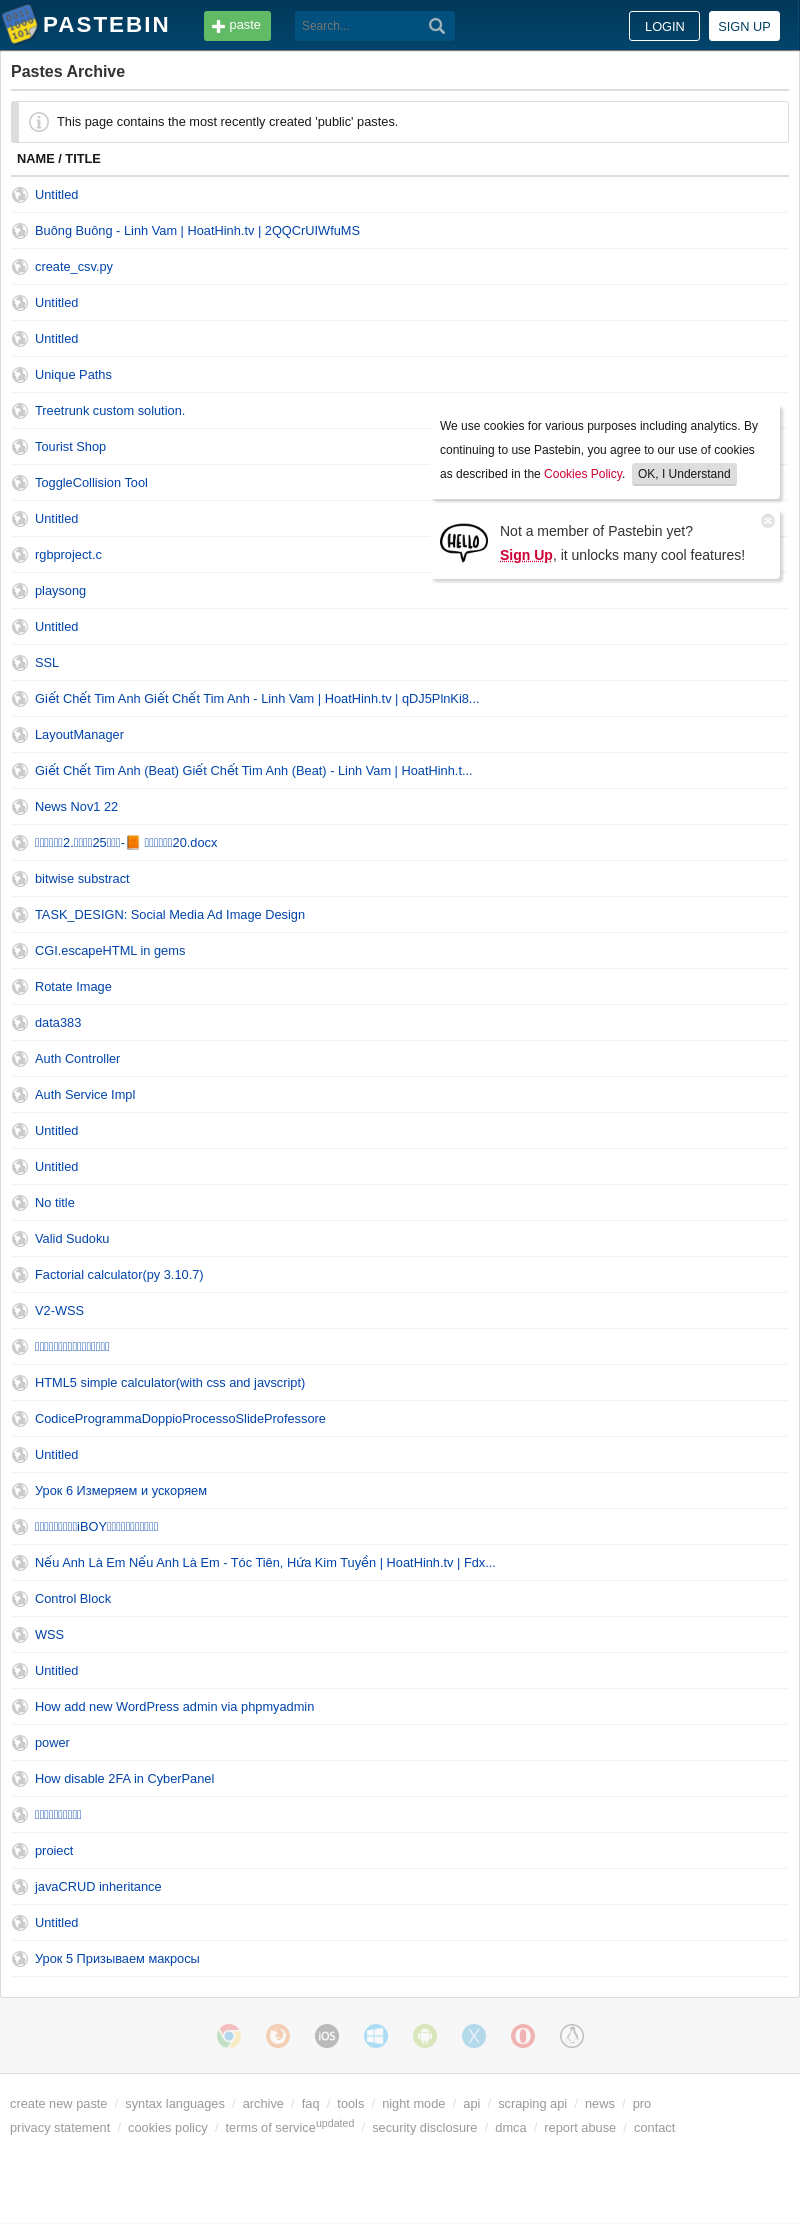 PASTEBIN
paste
Search...
LOGIN
SIGN UP
Pastes Archive
This page contains the most recently created 'public' pastes.
NAME / TITLE
Untitled
Buông Buông - Linh Vam | HoatHinh.tv | 2QQCrUIWfuMS
create_csv.py
Untitled
Untitled
Unique Paths
Treetrunk custom solution.
Tourist Shop
ToggleCollision Tool
Untitled
rgbproject.c
playsong
We use cookies for various purposes including analytics. By
continuing to use Pastebin, you agree to our use of cookies
as described in the Cookies Policy. OK, I Understand
HELLO
Not a member of Pastebin yet?
Sign Up, it unlocks many cool features!
Untitled
SSL
Giết Chết Tim Anh Giết Chết Tim Anh - Linh Vam | HoatHinh.tv | qDJ5PlnKi8...
LayoutManager
Giết Chết Tim Anh (Beat) Giết Chết Tim Anh (Beat) - Linh Vam | HoatHinh.t...
News Nov1 22
2.25-📙 20.docx
bitwise substract
TASK_DESIGN: Social Media Ad Image Design
CGI.escapeHTML in gems
Rotate Image
data383
Auth Controller
Auth Service Impl
Untitled
Untitled
No title
Valid Sudoku
Factorial calculator(py 3.10.7)
V2-WSS
HTML5 simple calculator(with css and javscript)
CodiceProgrammaDoppioProcessoSlideProfessore
Untitled
Урок 6 Измеряем и ускоряем
iBOY
Nếu Anh Là Em Nếu Anh Là Em - Tóc Tiên, Hứa Kim Tuyền | HoatHinh.tv | Fdx...
Control Block
WSS
Untitled
How add new WordPress admin via phpmyadmin
power
How disable 2FA in CyberPanel
proiect
javaCRUD inheritance
Untitled
Урок 5 Призываем макросы
iOS
create new paste / syntax languages / archive / faq / tools / night mode / api / scraping api / news / pro
privacy statement / cookies policy / terms of serviceupdated / security disclosure / dmca / report abuse / contact